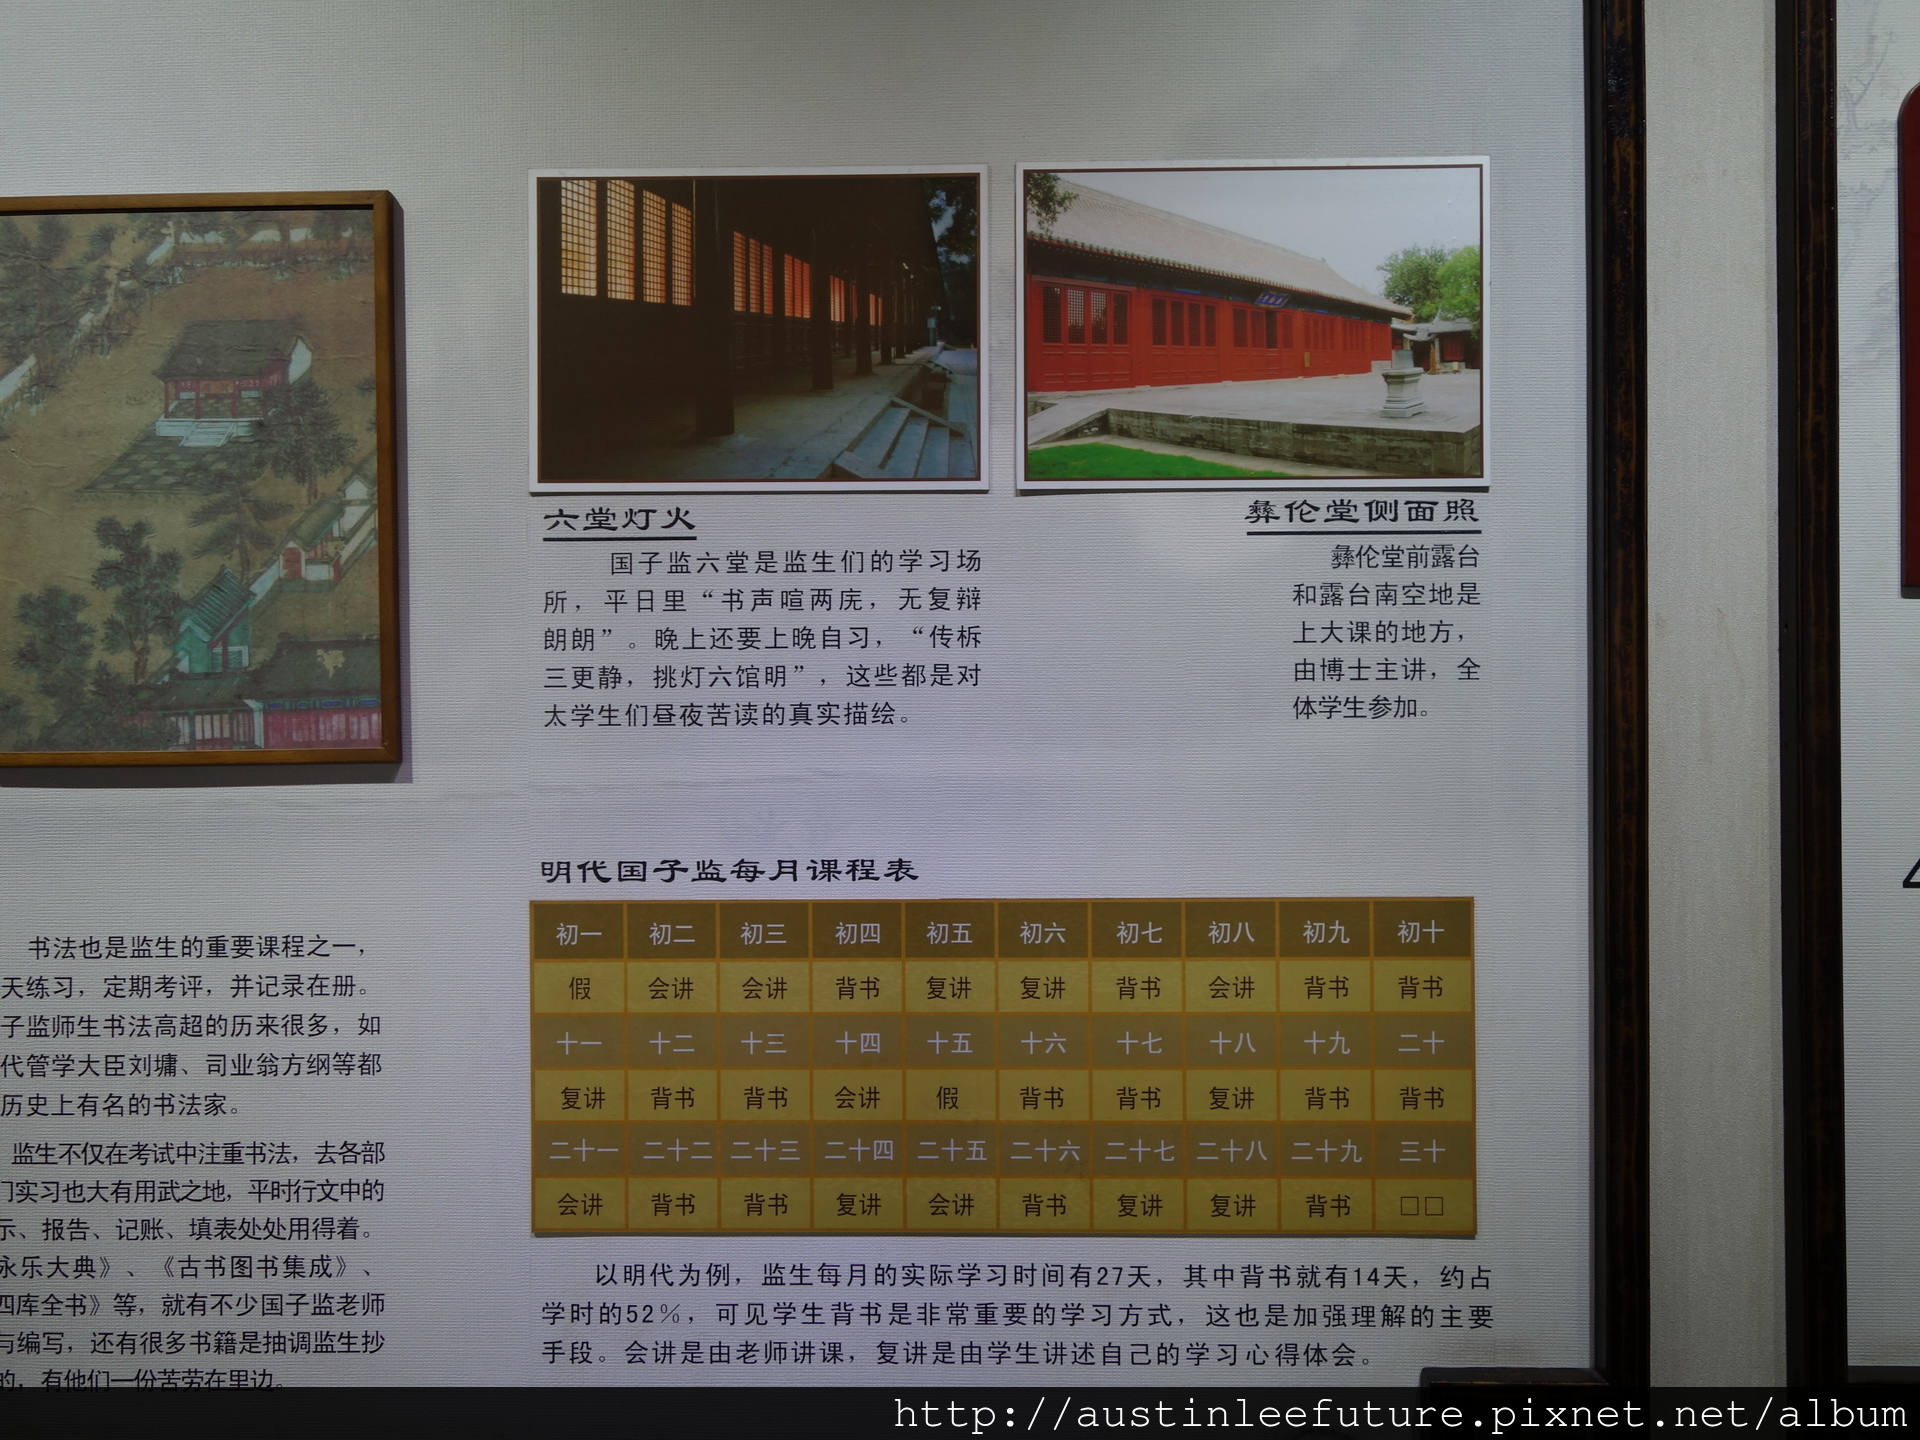 六堂灯火
国子监六堂是监生们的学习场
所，平日里“书声喧两庑，无复辩
朗朗”。晚上还要上晚自习，“传柝
三更静，挑灯六馆明”，这些都是对
太学生们昼夜苦读的真实描绘。
彝伦堂侧面照
彝伦堂前露台
和露台南空地是
上大课的地方，
由博士主讲，全
体学生参加。
书法也是监生的重要课程之一，
天练习，定期考评，并记录在册。
子监师生书法高超的历来很多，如
代管学大臣刘墉、司业翁方纲等都
历史上有名的书法家。
监生不仅在考试中注重书法，去各部
门实习也大有用武之地，平时行文中的
示、报告、记账、填表处处用得着。
永乐大典》、《古书图书集成》、
四库全书》等，就有不少国子监老师
与编写，还有很多书籍是抽调监生抄
的，有他们一份苦劳在里边。
明代国子监每月课程表
初一 初二 初三 初四 初五 初六 初七 初八 初九 初十
假 会讲 会讲 背书 复讲 复讲 背书 会讲 背书 背书
十一 十二 十三 十四 十五 十六 十七 十八 十九 二十
复讲 背书 背书 会讲 假 背书 背书 复讲 背书 背书
二十一 二十二 二十三 二十四 二十五 二十六 二十七 二十八 二十九 三十
会讲 背书 背书 复讲 会讲 背书 复讲 复讲 背书 □□
以明代为例，监生每月的实际学习时间有27天，其中背书就有14天，约占
学时的52％，可见学生背书是非常重要的学习方式，这也是加强理解的主要
手段。会讲是由老师讲课，复讲是由学生讲述自己的学习心得体会。
http://austinleefuture.pixnet.net/album